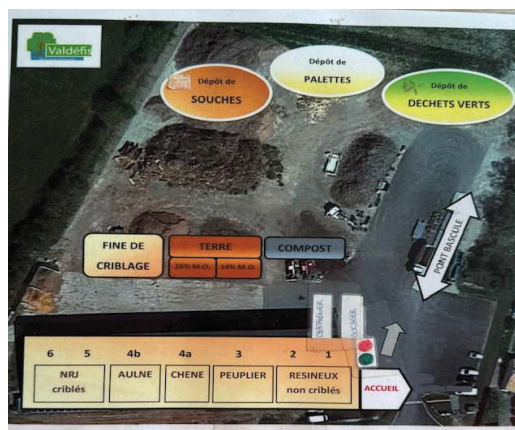 Valdéfis
Dépôt de
SOUCHES
Dépôt de
PALETTES
Dépôt de
DECHETS VERTS
PONT BASCULE
FINE DE
CRIBLAGE
TERRE
26% M.O.
14% M.O
COMPOST
6 5 4b 4a 3 2 1
NRJ
criblés
AULNE
CHENE
PEUPLIER
RESINEUX
non criblés
ACCUEIL